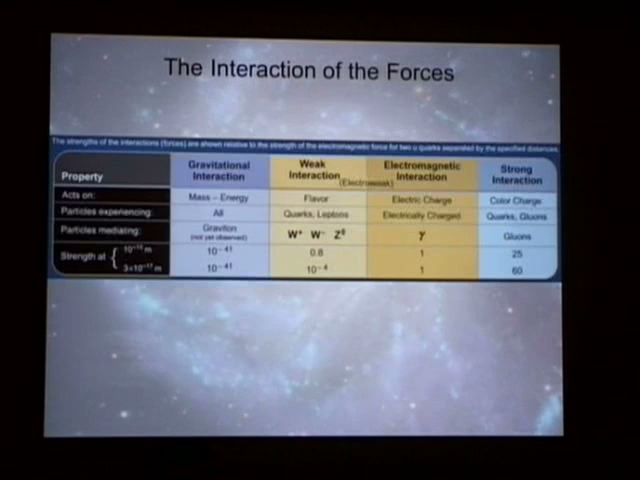 The Interaction of the Forces
The strengths of the interactions (forces) are shown relative to the strength of the electromagnetic force for two u quarks separated by the specified distances.
Property
Gravitational Interaction
Weak Interaction
(Electroweak)
Electromagnetic Interaction
Strong Interaction
Acts on: Mass – Energy Flavor Electric Charge Color Charge
Particles experiencing: All Quarks, Leptons Electrically Charged Quarks, Gluons
Particles mediating: Graviton (not yet observed) W⁺ W⁻ Z⁰ γ Gluons
Strength at { 10⁻¹⁸ m 10⁻⁴¹ 0.8 1 25
3×10⁻¹⁷ m 10⁻⁴¹ 10⁻⁴ 1 60